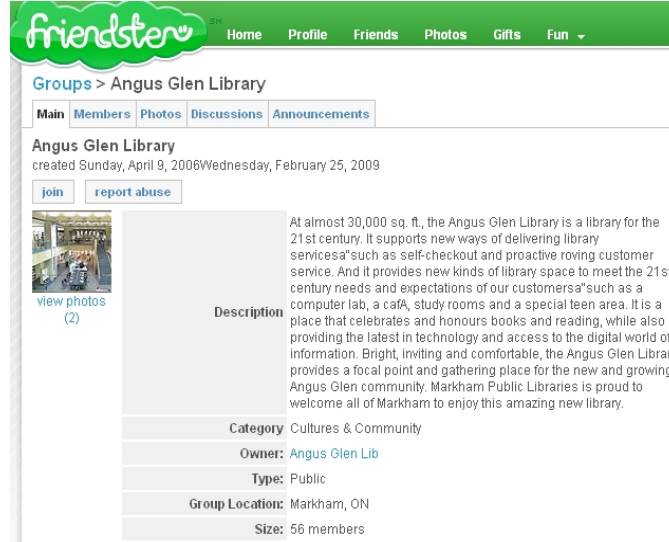 friendster SM Home Profile Friends Photos Gifts Fun
Groups > Angus Glen Library
Main Members Photos Discussions Announcements
Angus Glen Library
created Sunday, April 9, 2006Wednesday, February 25, 2009
join report abuse
view photos
(2)
Description
At almost 30,000 sq. ft., the Angus Glen Library is a library for the
21st century. It supports new ways of delivering library
servicesa"such as self-checkout and proactive roving customer
service. And it provides new kinds of library space to meet the 21st
century needs and expectations of our customersa"such as a
computer lab, a cafA, study rooms and a special teen area. It is a
place that celebrates and honours books and reading, while also
providing the latest in technology and access to the digital world of
information. Bright, inviting and comfortable, the Angus Glen Librar
provides a focal point and gathering place for the new and growing
Angus Glen community. Markham Public Libraries is proud to
welcome all of Markham to enjoy this amazing new library.
Category Cultures & Community
Owner: Angus Glen Lib
Type: Public
Group Location: Markham, ON
Size: 56 members